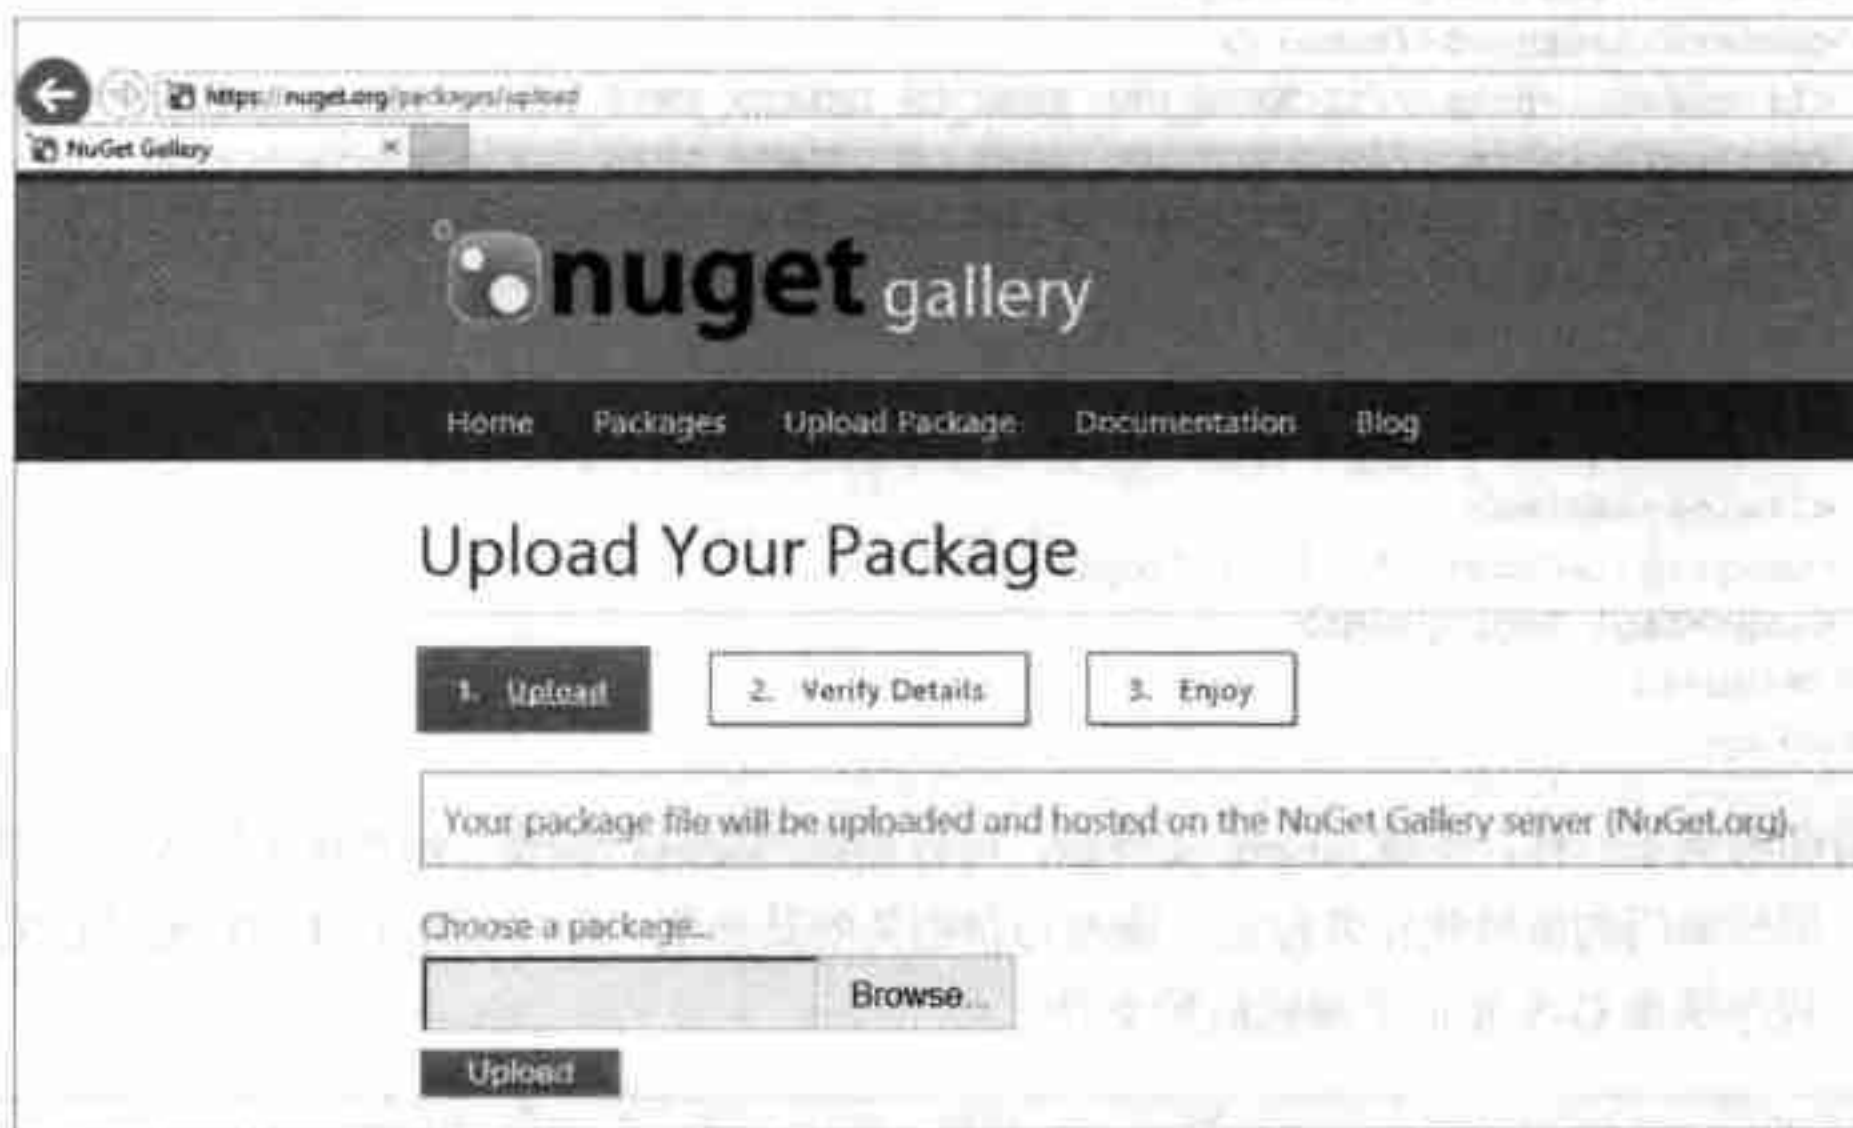 https://nuget.org/packages/upload
NuGet Gallery
nuget gallery
Home Packages Upload Package Documentation Blog
Upload Your Package
1. Upload 2. Verify Details 3. Enjoy
Your package file will be uploaded and hosted on the NuGet Gallery server (NuGet.org).
Choose a package...
Browse...
Upload